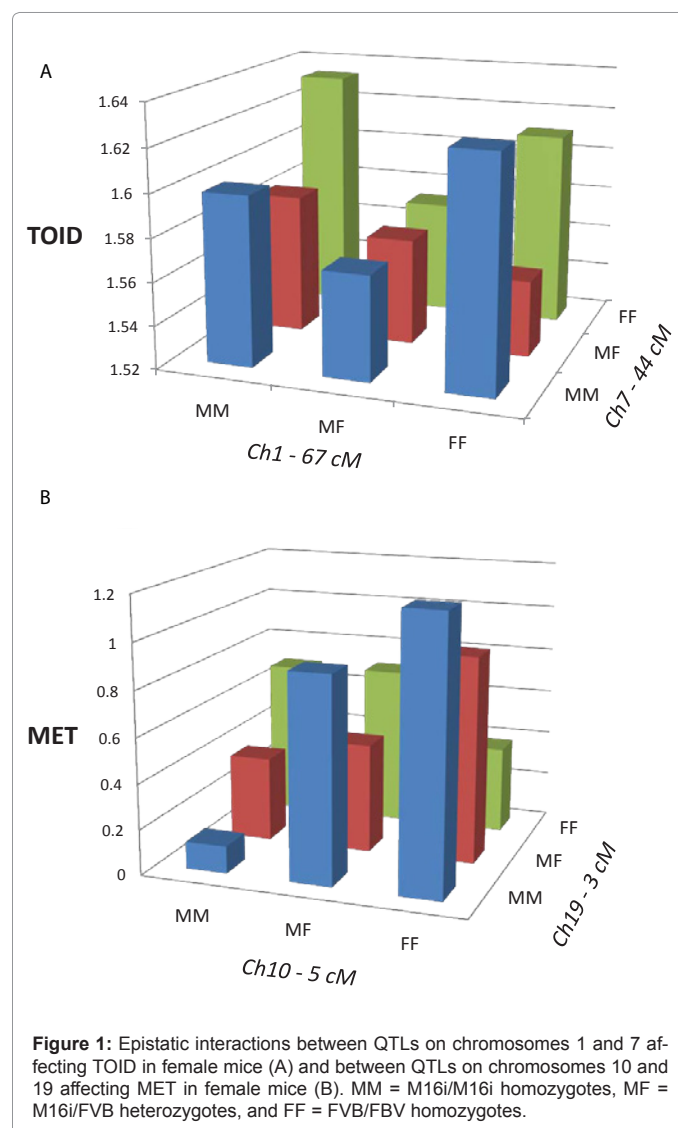 A
1.64
1.62
1.6
TOID
1.58
1.56
1.54
1.52
MM
MF
FF
Ch1 - 67 cM
MM
MF
FF
Ch7 - 44 cM
B
1.2
1
0.8
MET
0.6
0.4
0.2
0
MM
MF
FF
Ch10 - 5 cM
MM
MF
FF
Ch19 - 3 cM
Figure 1: Epistatic interactions between QTLs on chromosomes 1 and 7 af-
fecting TOID in female mice (A) and between QTLs on chromosomes 10 and
19 affecting MET in female mice (B). MM = M16i/M16i homozygotes, MF =
M16i/FVB heterozygotes, and FF = FVB/FBV homozygotes.